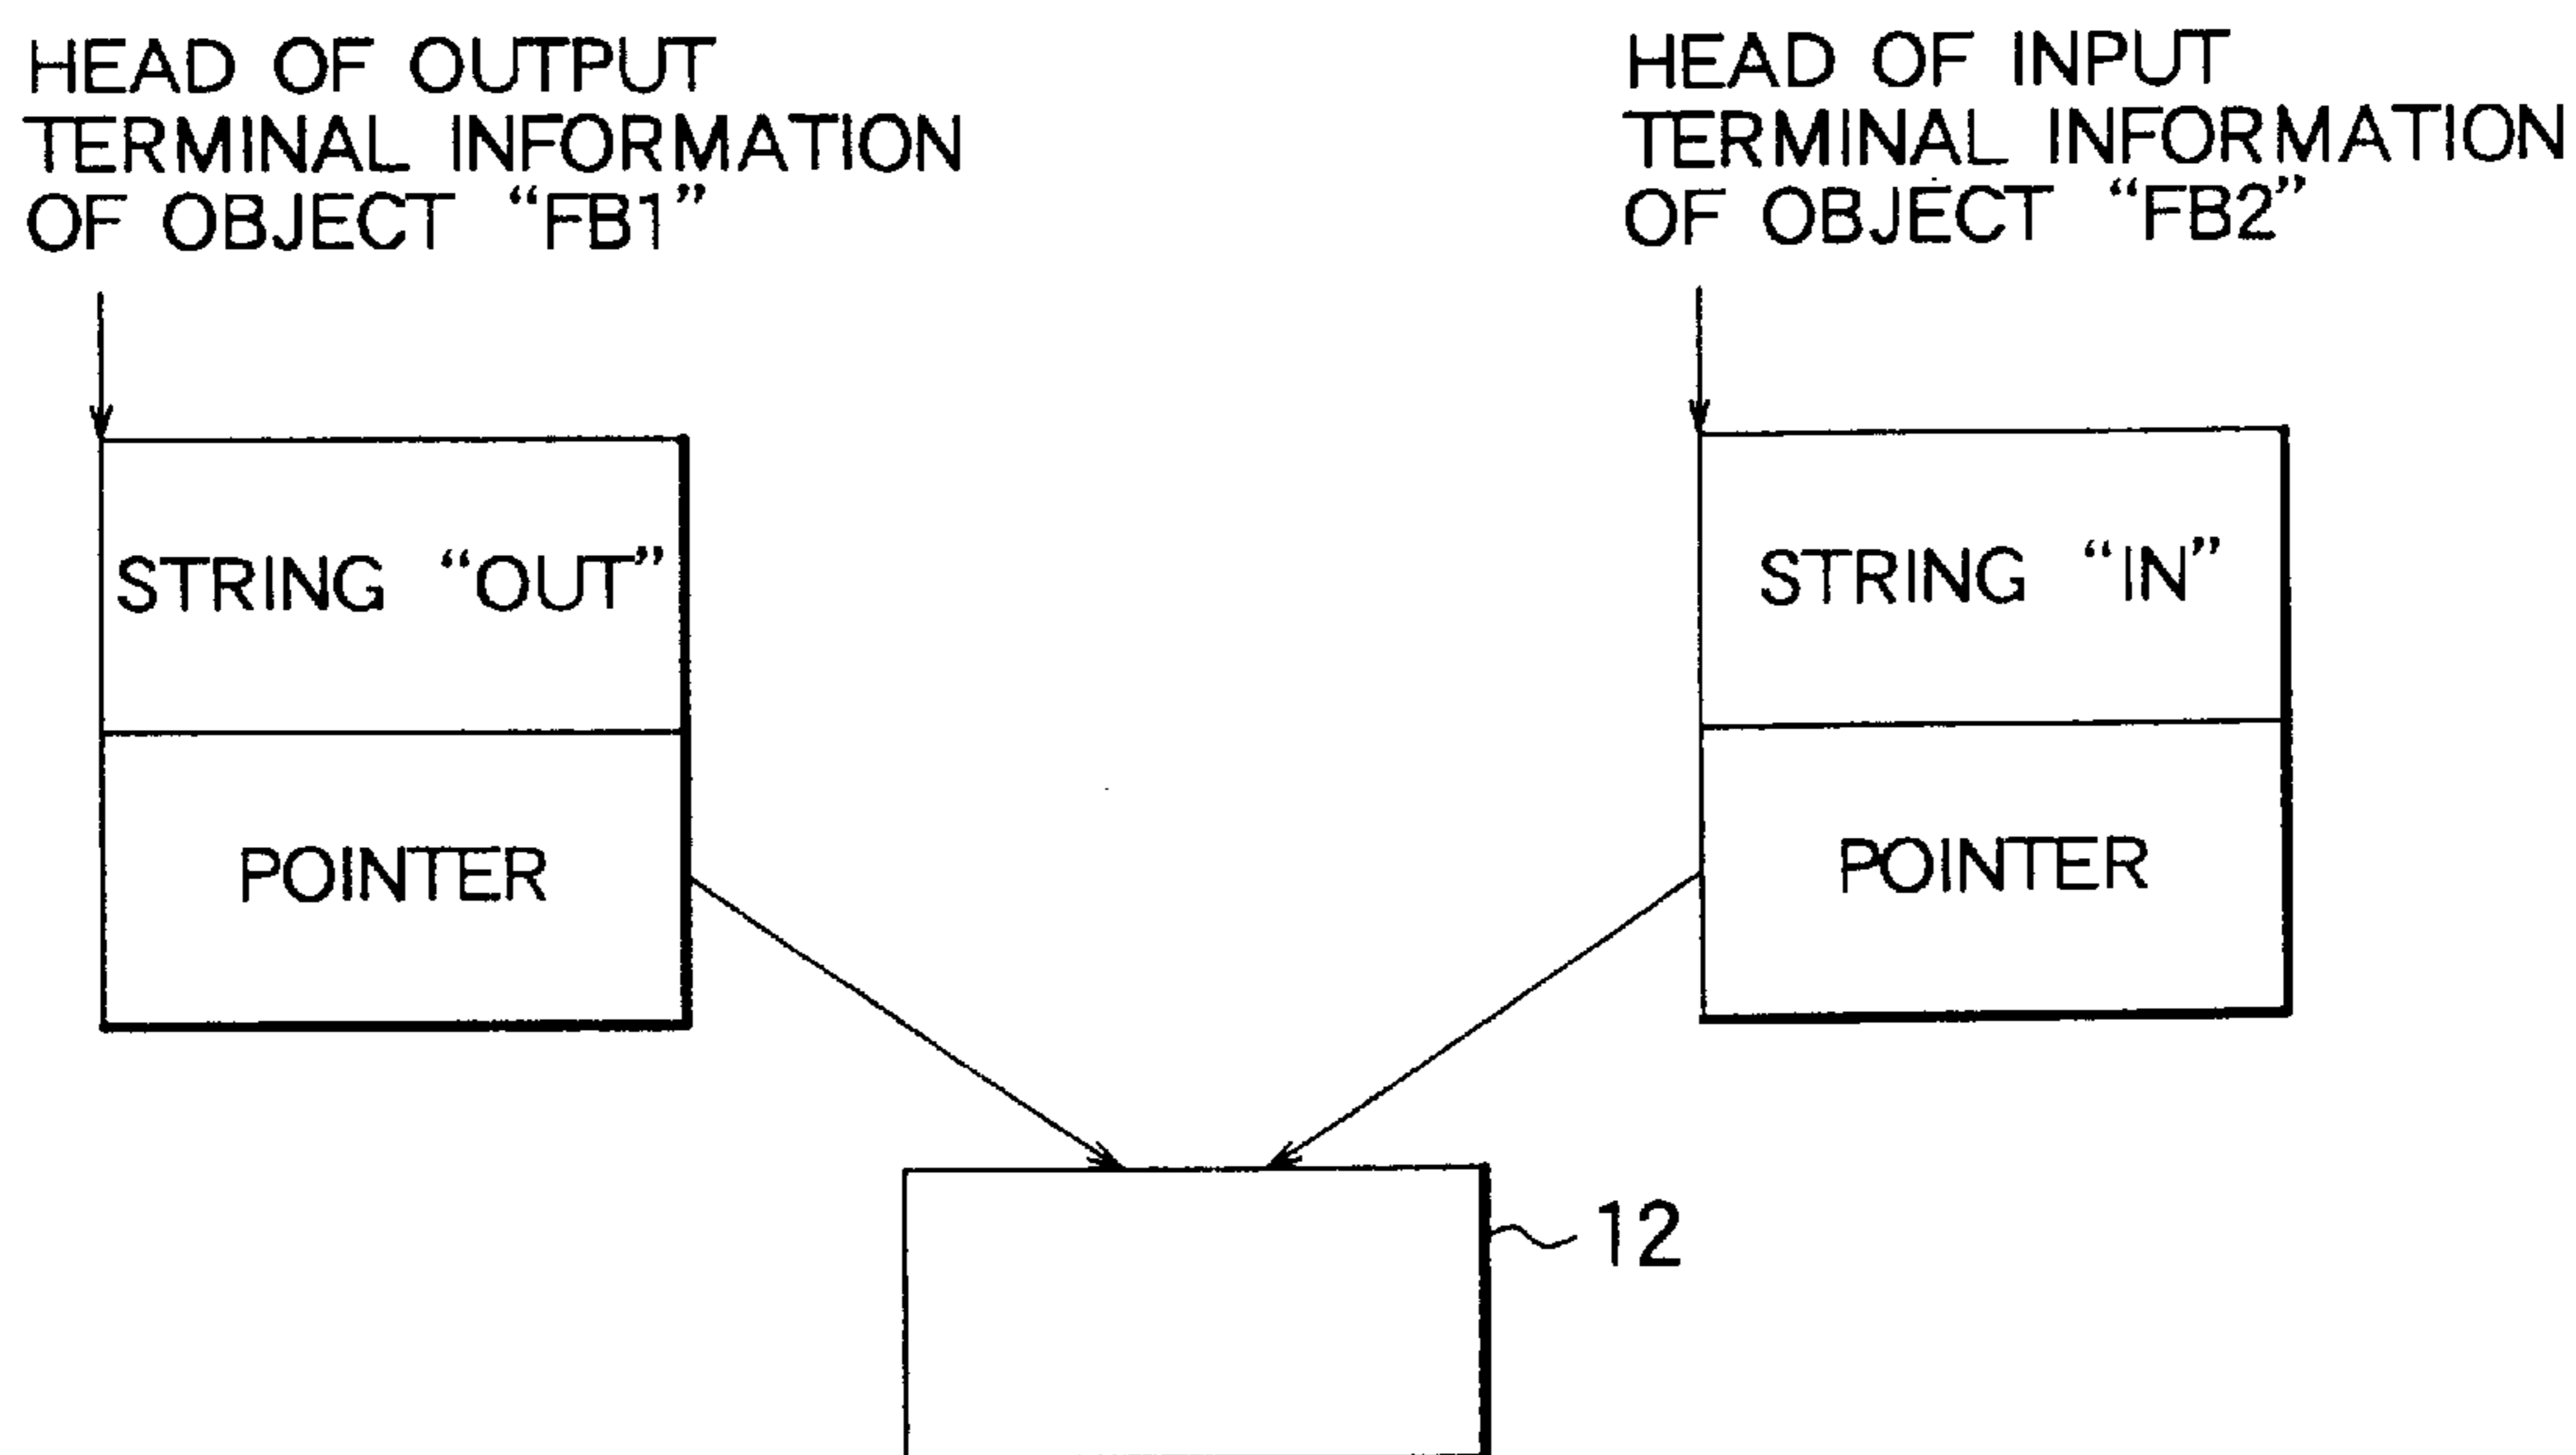 HEAD OF OUTPUT
TERMINAL INFORMATION
OF OBJECT “FB1”
HEAD OF INPUT
TERMINAL INFORMATION
OF OBJECT “FB2”
STRING “OUT”
POINTER
STRING “IN”
POINTER
12